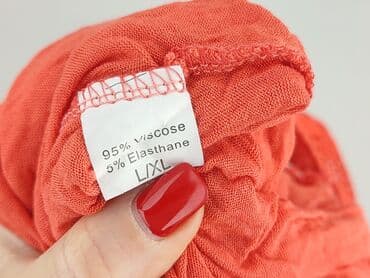 95% Viscose
5% Elasthane
L/XL